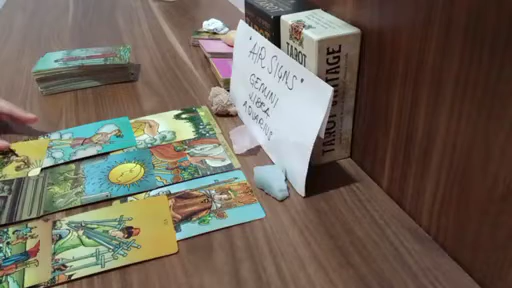 "AIR SIGNS"
GEMINI
LIBRA
AQUARIUS
TAROT
VINTAGE
TAROT